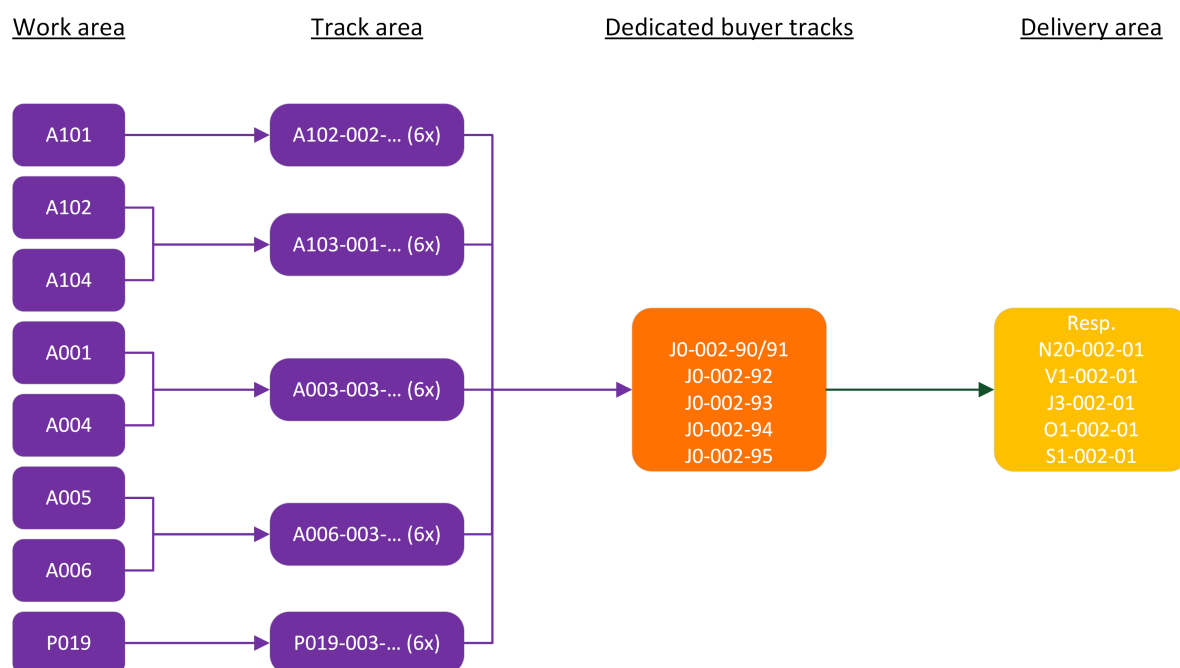 Work area
Track area
Dedicated buyer tracks
Delivery area
A101
A102-002-... (6x)
A102
A103-001-... (6x)
A104
A001
A003-003-... (6x)
A004
A005
A006-003-... (6x)
A006
P019
P019-003-... (6x)
J0-002-90/91
J0-002-92
J0-002-93
J0-002-94
J0-002-95
Resp.
N20-002-01
V1-002-01
J3-002-01
O1-002-01
S1-002-01